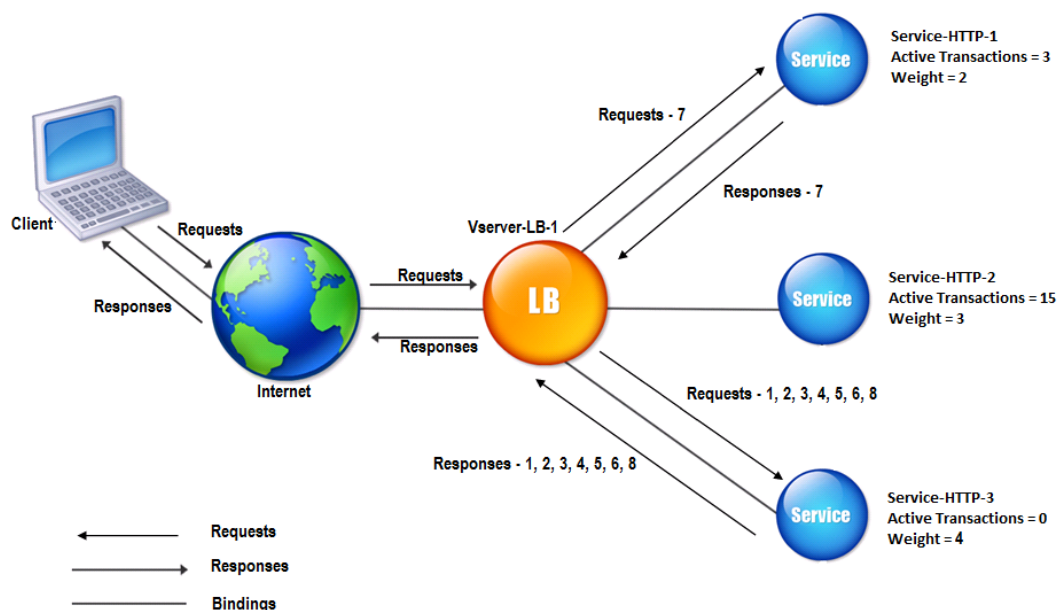 Service-HTTP-1
Active Transactions = 3
Weight = 2
Service
Requests - 7
Responses - 7
Client
Requests
Responses
Vserver-LB-1
Requests
LB
Responses
Internet
Service
Service-HTTP-2
Active Transactions = 15
Weight = 3
Requests - 1, 2, 3, 4, 5, 6, 8
Responses - 1, 2, 3, 4, 5, 6, 8
Service
Service-HTTP-3
Active Transactions = 0
Weight = 4
Requests
Responses
Bindings